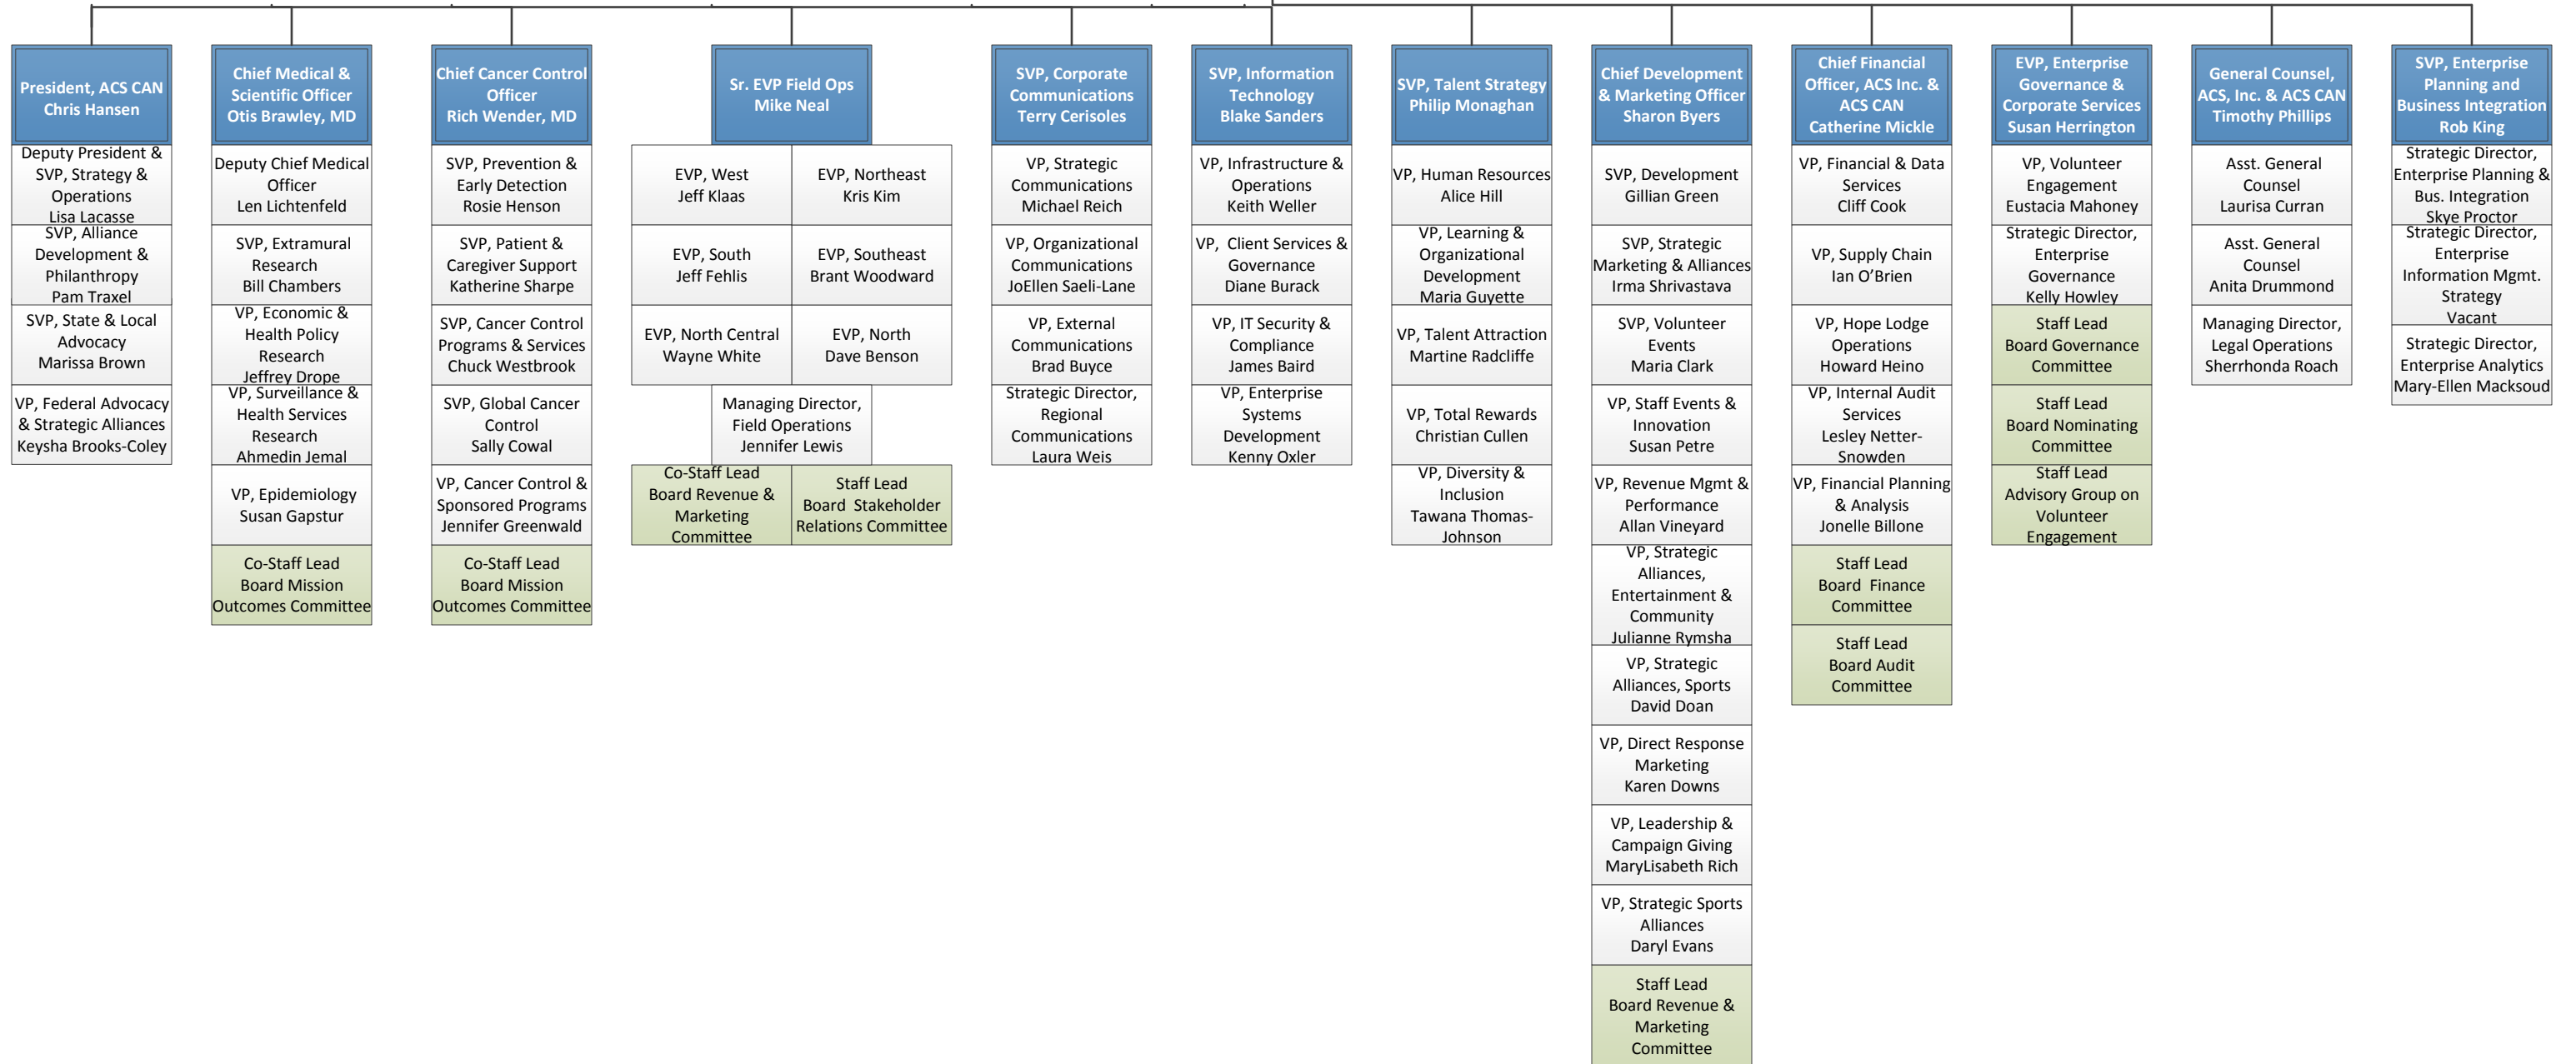 President, ACS CAN
Chris Hansen
Deputy President &
SVP, Strategy &
Operations
Lisa Lacasse
SVP, Alliance
Development &
Philanthropy
Pam Traxel
SVP, State & Local
Advocacy
Marissa Brown
VP, Federal Advocacy
& Strategic Alliances
Keysha Brooks-Coley
Chief Medical &
Scientific Officer
Otis Brawley, MD
Deputy Chief Medical
Officer
Len Lichtenfeld
SVP, Extramural
Research
Bill Chambers
VP, Economic &
Health Policy
Research
Jeffrey Drope
VP, Surveillance &
Health Services
Research
Ahmedin Jemal
VP, Epidemiology
Susan Gapstur
Co-Staff Lead
Board Mission
Outcomes Committee
Chief Cancer Control
Officer
Rich Wender, MD
SVP, Prevention &
Early Detection
Rosie Henson
SVP, Patient &
Caregiver Support
Katherine Sharpe
SVP, Cancer Control
Programs & Services
Chuck Westbrook
SVP, Global Cancer
Control
Sally Cowal
VP, Cancer Control &
Sponsored Programs
Jennifer Greenwald
Co-Staff Lead
Board Mission
Outcomes Committee
Sr. EVP Field Ops
Mike Neal
EVP, West
Jeff Klaas
EVP, Northeast
Kris Kim
EVP, South
Jeff Fehlis
EVP, Southeast
Brant Woodward
EVP, North Central
Wayne White
EVP, North
Dave Benson
Managing Director,
Field Operations
Jennifer Lewis
Co-Staff Lead
Board Revenue &
Marketing
Committee
Staff Lead
Board Stakeholder
Relations Committee
SVP, Corporate
Communications
Terry Cerisoles
VP, Strategic
Communications
Michael Reich
VP, Organizational
Communications
JoEllen Saeli-Lane
VP, External
Communications
Brad Buyce
Strategic Director,
Regional
Communications
Laura Weis
SVP, Information
Technology
Blake Sanders
VP, Infrastructure &
Operations
Keith Weller
VP, Client Services &
Governance
Diane Burack
VP, IT Security &
Compliance
James Baird
VP, Enterprise
Systems
Development
Kenny Oxler
SVP, Talent Strategy
Philip Monaghan
VP, Human Resources
Alice Hill
VP, Learning &
Organizational
Development
Maria Guyette
VP, Talent Attraction
Martine Radcliffe
VP, Total Rewards
Christian Cullen
VP, Diversity &
Inclusion
Tawana Thomas-
Johnson
Chief Development
& Marketing Officer
Sharon Byers
SVP, Development
Gillian Green
SVP, Strategic
Marketing & Alliances
Irma Shrivastava
SVP, Volunteer
Events
Maria Clark
VP, Staff Events &
Innovation
Susan Petre
VP, Revenue Mgmt &
Performance
Allan Vineyard
VP, Strategic
Alliances,
Entertainment &
Community
Julianne Rymsha
VP, Strategic
Alliances, Sports
David Doan
VP, Direct Response
Marketing
Karen Downs
VP, Leadership &
Campaign Giving
MaryLisabeth Rich
VP, Strategic Sports
Alliances
Daryl Evans
Staff Lead
Board Revenue &
Marketing
Committee
Chief Financial
Officer, ACS Inc. &
ACS CAN
Catherine Mickle
VP, Financial & Data
Services
Cliff Cook
VP, Supply Chain
Ian O’Brien
VP, Hope Lodge
Operations
Howard Heino
VP, Internal Audit
Services
Lesley Netter-
Snowden
VP, Financial Planning
& Analysis
Jonelle Billone
Staff Lead
Board Finance
Committee
Staff Lead
Board Audit
Committee
EVP, Enterprise
Governance &
Corporate Services
Susan Herrington
VP, Volunteer
Engagement
Eustacia Mahoney
Strategic Director,
Enterprise
Governance
Kelly Howley
Staff Lead
Board Governance
Committee
Staff Lead
Board Nominating
Committee
Staff Lead
Advisory Group on
Volunteer
Engagement
General Counsel,
ACS, Inc. & ACS CAN
Timothy Phillips
Asst. General
Counsel
Laurisa Curran
Asst. General
Counsel
Anita Drummond
Managing Director,
Legal Operations
Sherrhonda Roach
SVP, Enterprise
Planning and
Business Integration
Rob King
Strategic Director,
Enterprise Planning &
Bus. Integration
Skye Proctor
Strategic Director,
Enterprise
Information Mgmt.
Strategy
Vacant
Strategic Director,
Enterprise Analytics
Mary-Ellen Macksoud